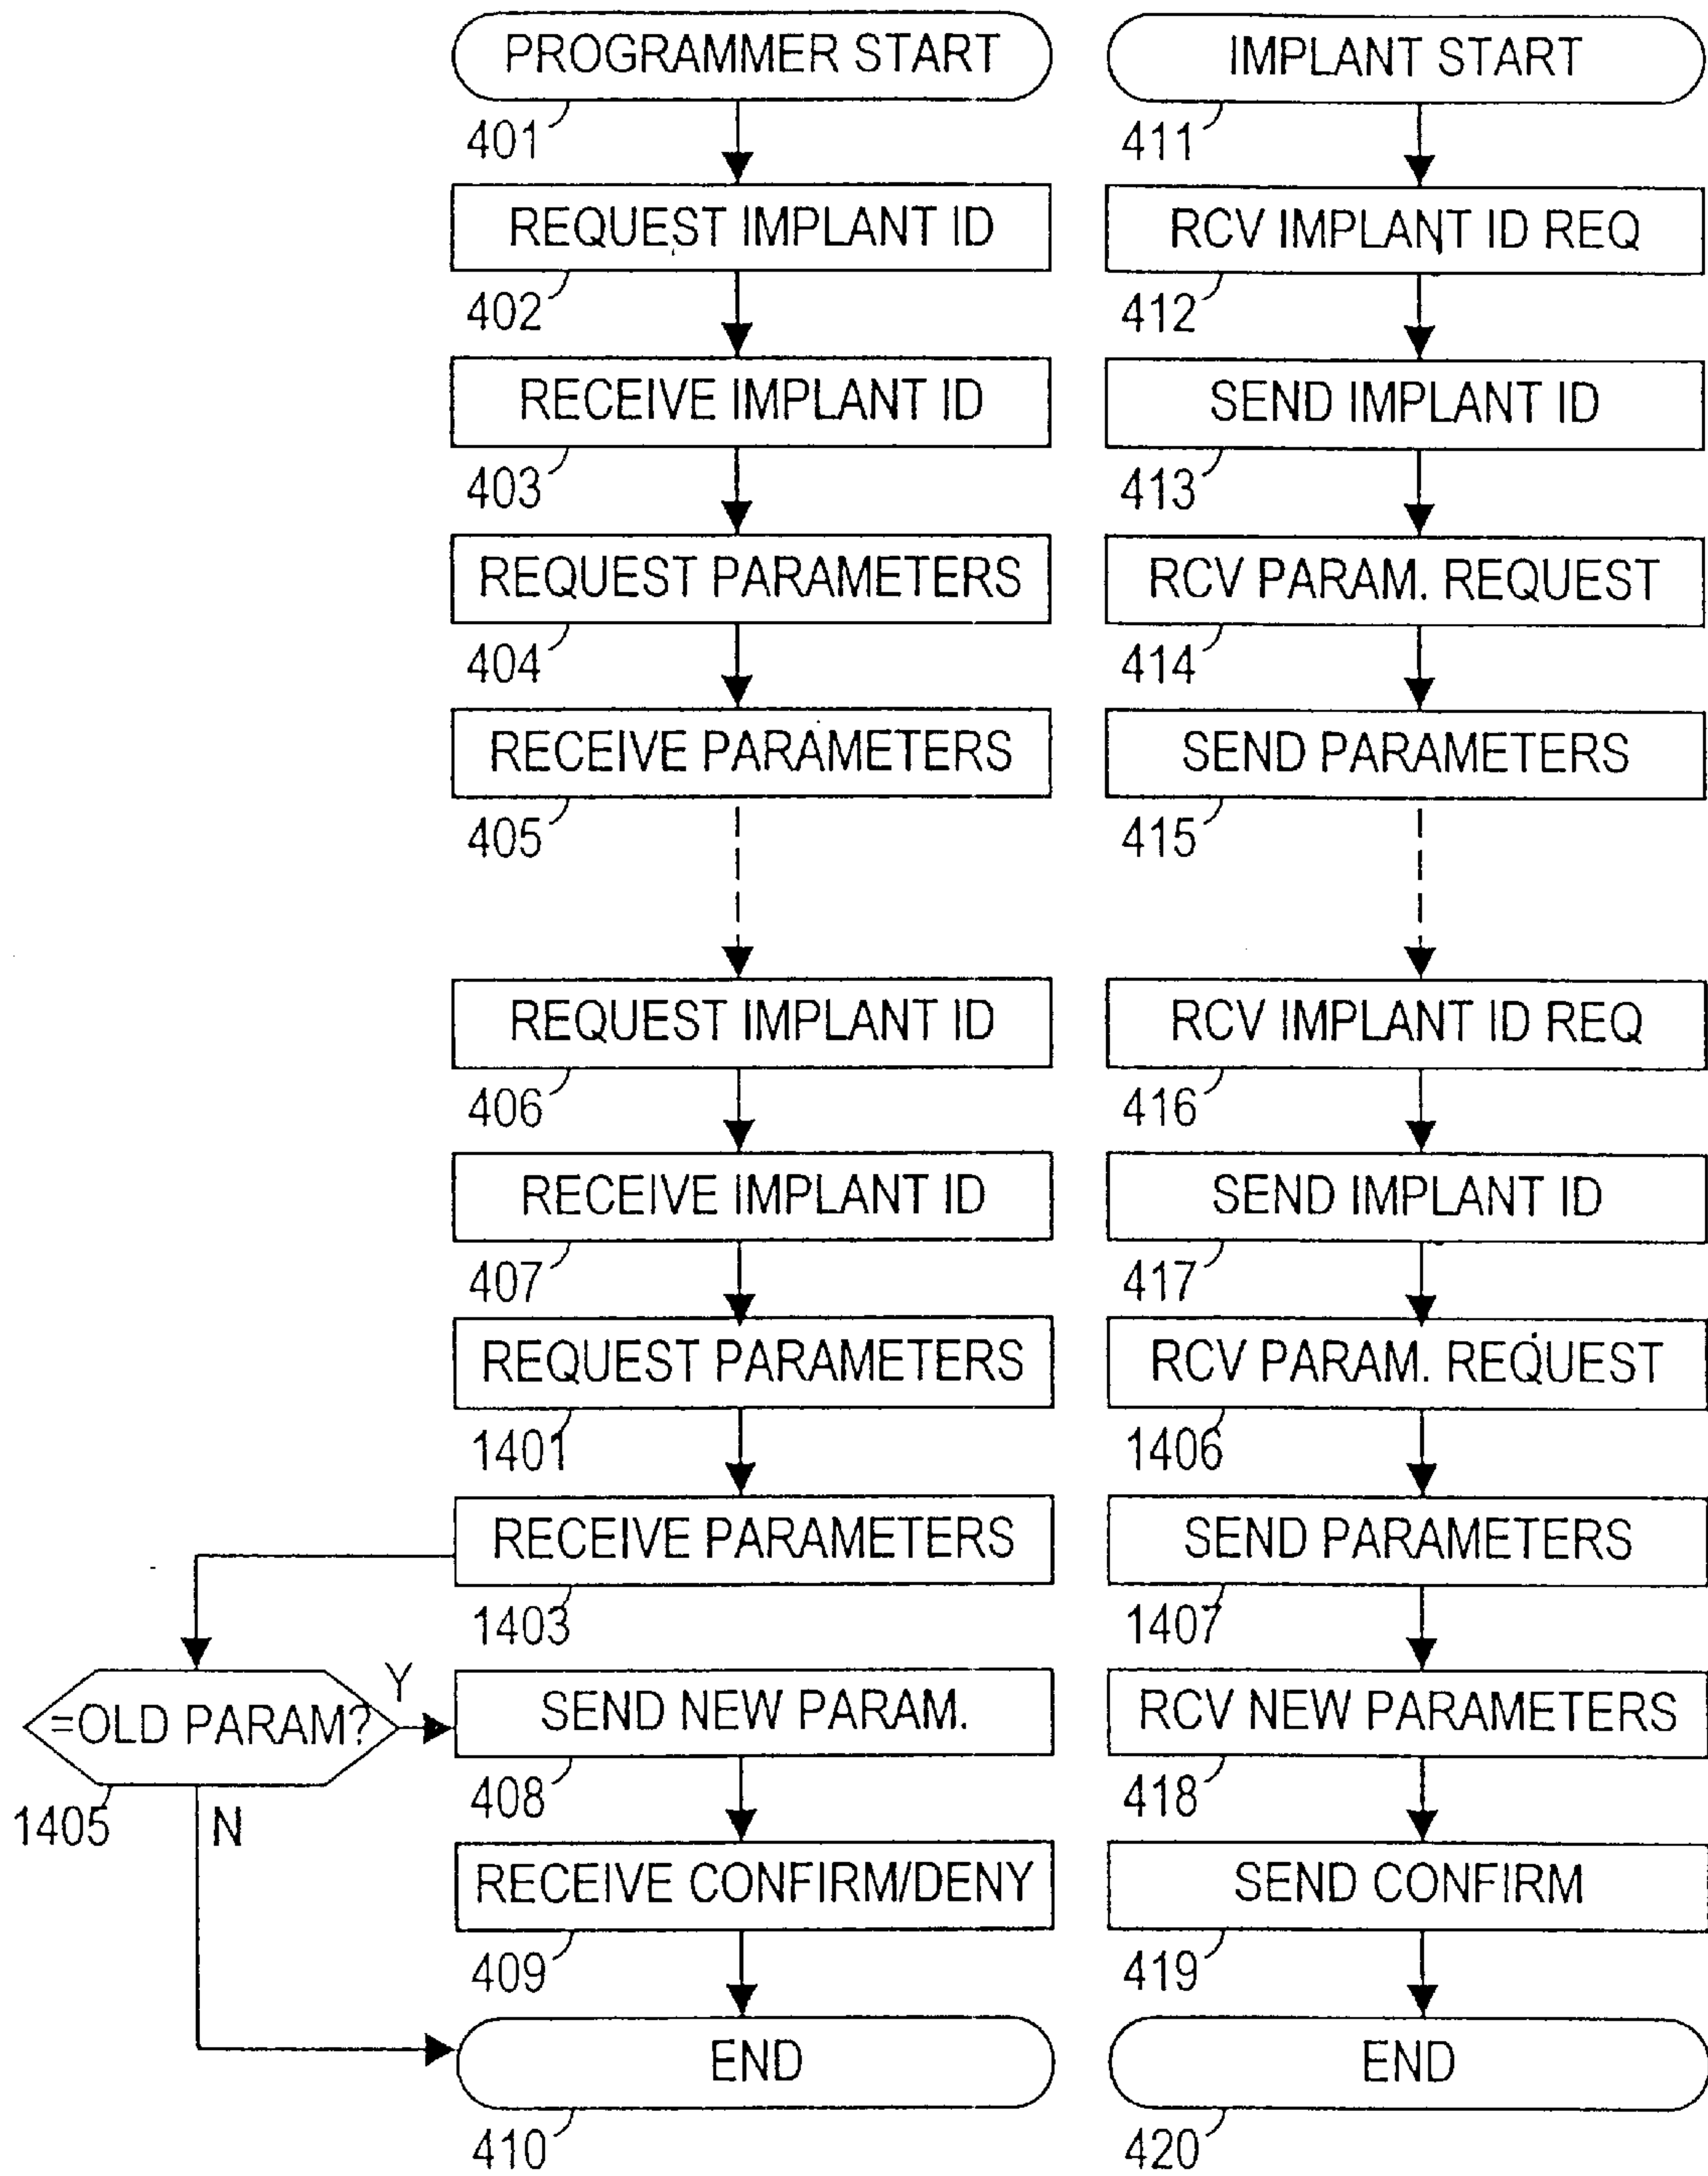 PROGRAMMER START
401
REQUEST IMPLANT ID
402
RECEIVE IMPLANT ID
403
REQUEST PARAMETERS
404
RECEIVE PARAMETERS
405
REQUEST IMPLANT ID
406
RECEIVE IMPLANT ID
407
REQUEST PARAMETERS
1401
RECEIVE PARAMETERS
1403
=OLD PARAM?
1405
Y
N
SEND NEW PARAM.
408
RECEIVE CONFIRM/DENY
409
END
410
IMPLANT START
411
RCV IMPLANT ID REQ
412
SEND IMPLANT ID
413
RCV PARAM. REQUEST
414
SEND PARAMETERS
415
RCV IMPLANT ID REQ
416
SEND IMPLANT ID
417
RCV PARAM. REQUEST
1406
SEND PARAMETERS
1407
RCV NEW PARAMETERS
418
SEND CONFIRM
419
END
420